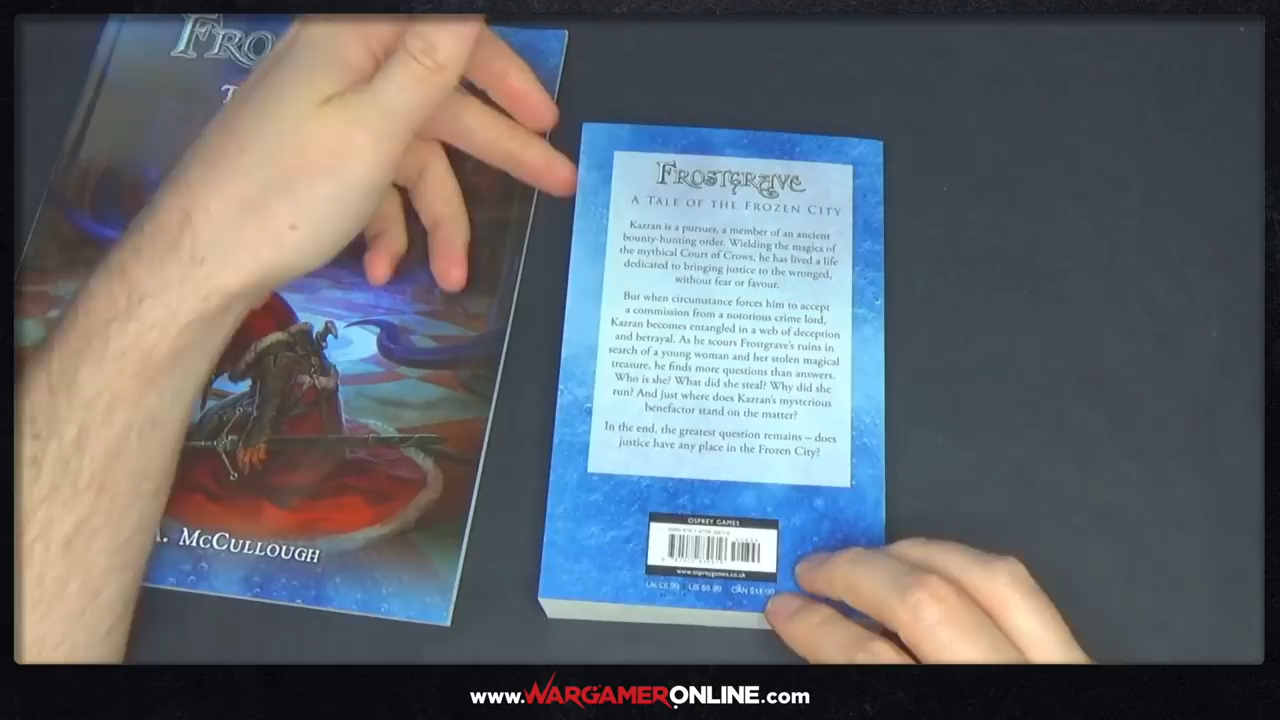 FRO
T
A. McCULLOUGH
FROSTGRAVE
A TALE OF THE FROZEN CITY
Kazran is a pursuer, a member of an ancient
bounty-hunting order. Wielding the magics of
the mythical Court of Crows, he has lived a life
dedicated to bringing justice to the wronged,
without fear or favour.
But when circumstance forces him to accept
a commission from a notorious crime lord,
Kazran becomes entangled in a web of deception
and betrayal. As he scours Frostgrave's ruins in
search of a young woman and her stolen magical
treasure, he finds more questions than answers.
Who is she? What did she steal? Why did she
run? And just where does Kazran's mysterious
benefactor stand on the matter?
In the end, the greatest question remains – does
justice have any place in the Frozen City?
OSPREY GAMES
www.ospreygames.co.uk
US $8.99
www.WARGAMERONLINE.com